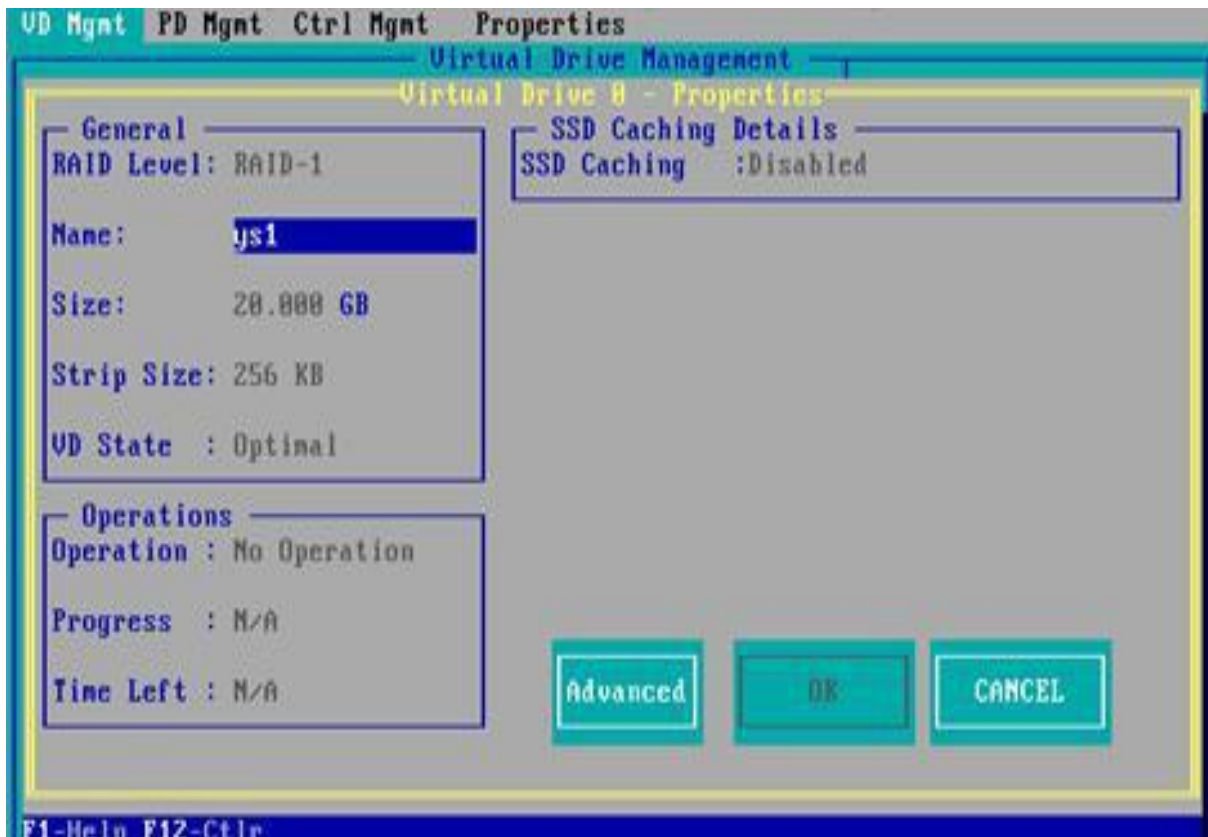 VD Mgmt PD Mgmt Ctrl Mgmt Properties
Virtual Drive Management
Virtual Drive 0 - Properties
General
RAID Level: RAID-1
Name: ys1
Size: 20.000 GB
Strip Size: 256 KB
VD State : Optimal
Operations
Operation : No Operation
Progress : N/A
Time Left : N/A
SSD Caching Details
SSD Caching :Disabled
Advanced
OK
CANCEL
F1-Help F12-Ctlr